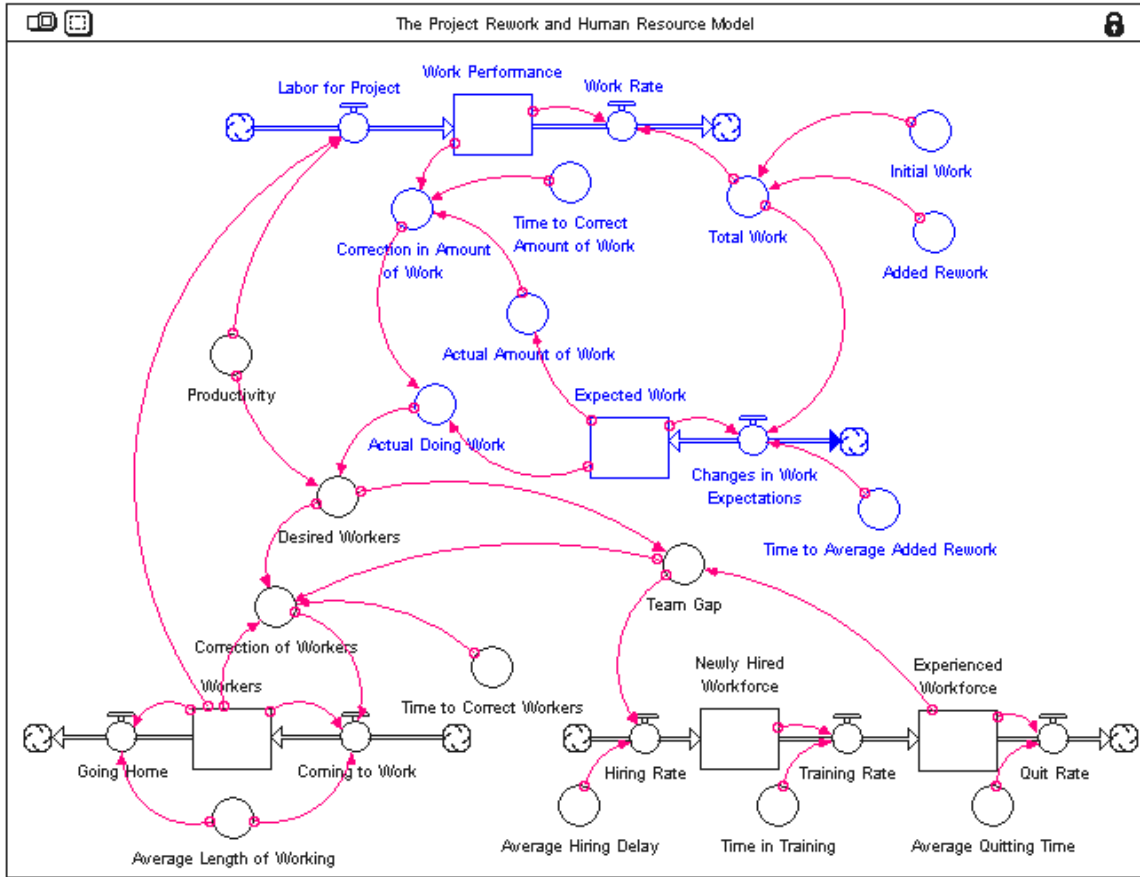 The Project Rework and Human Resource Model
Work Performance
Labor for Project
Work Rate
Initial Work
Time to Correct
Amount of Work
Total Work
Correction in Amount
of Work
Added Rework
Actual Amount of Work
Productivity
Expected Work
Actual Doing Work
Changes in Work
Expectations
Desired Workers
Time to Average Added Rework
Team Gap
Correction of Workers
Newly Hired
Workforce
Experienced
Workforce
Workers
Time to Correct Workers
Going Home
Coming to Work
Hiring Rate
Training Rate
Quit Rate
Average Length of Working
Average Hiring Delay
Time in Training
Average Quitting Time